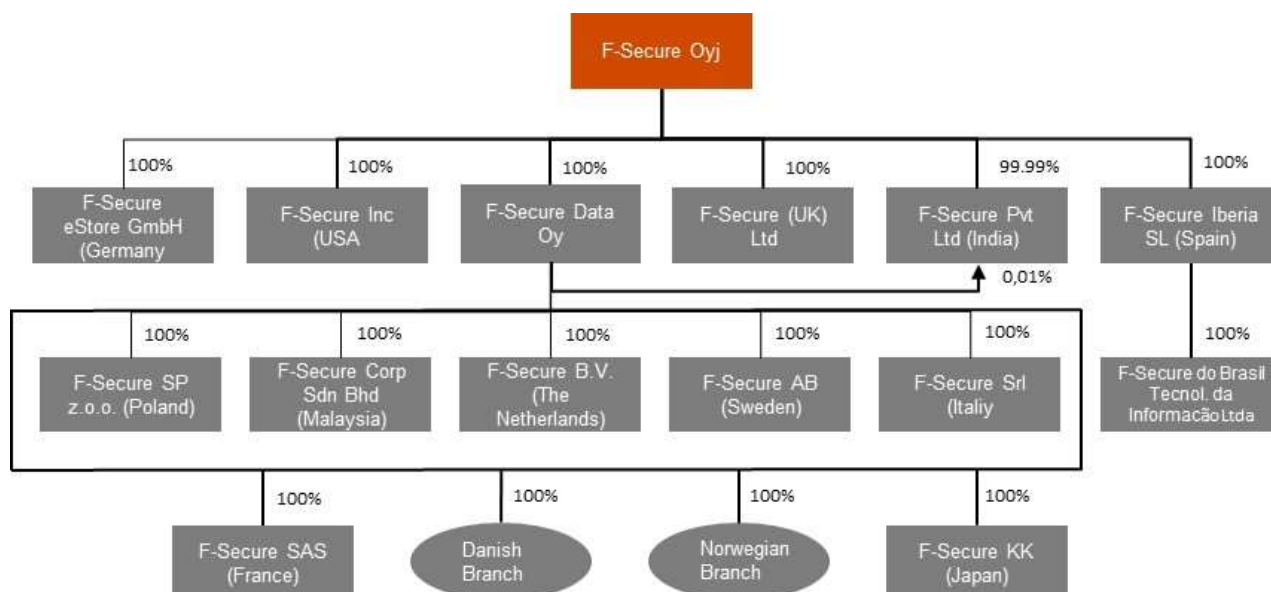 F-Secure Oyj
100%
100%
100%
100%
99.99%
100%
F-Secure
eStore GmbH
(Germany
F-Secure Inc
(USA
F-Secure Data
Oy
F-Secure (UK)
Ltd
F-Secure Pvt
Ltd (India)
F-Secure Iberia
SL (Spain)
0,01%
100%
100%
100%
100%
100%
100%
F-Secure SP
z.o.o. (Poland)
F-Secure Corp
Sdn Bhd
(Malaysia)
F-Secure B.V.
(The
Netherlands)
F-Secure AB
(Sweden)
F-Secure Srl
(Italiy
F-Secure do Brasil
Tecnol. da
Informacão Ltda
100%
100%
100%
100%
F-Secure SAS
(France)
Danish
Branch
Norwegian
Branch
F-Secure KK
(Japan)